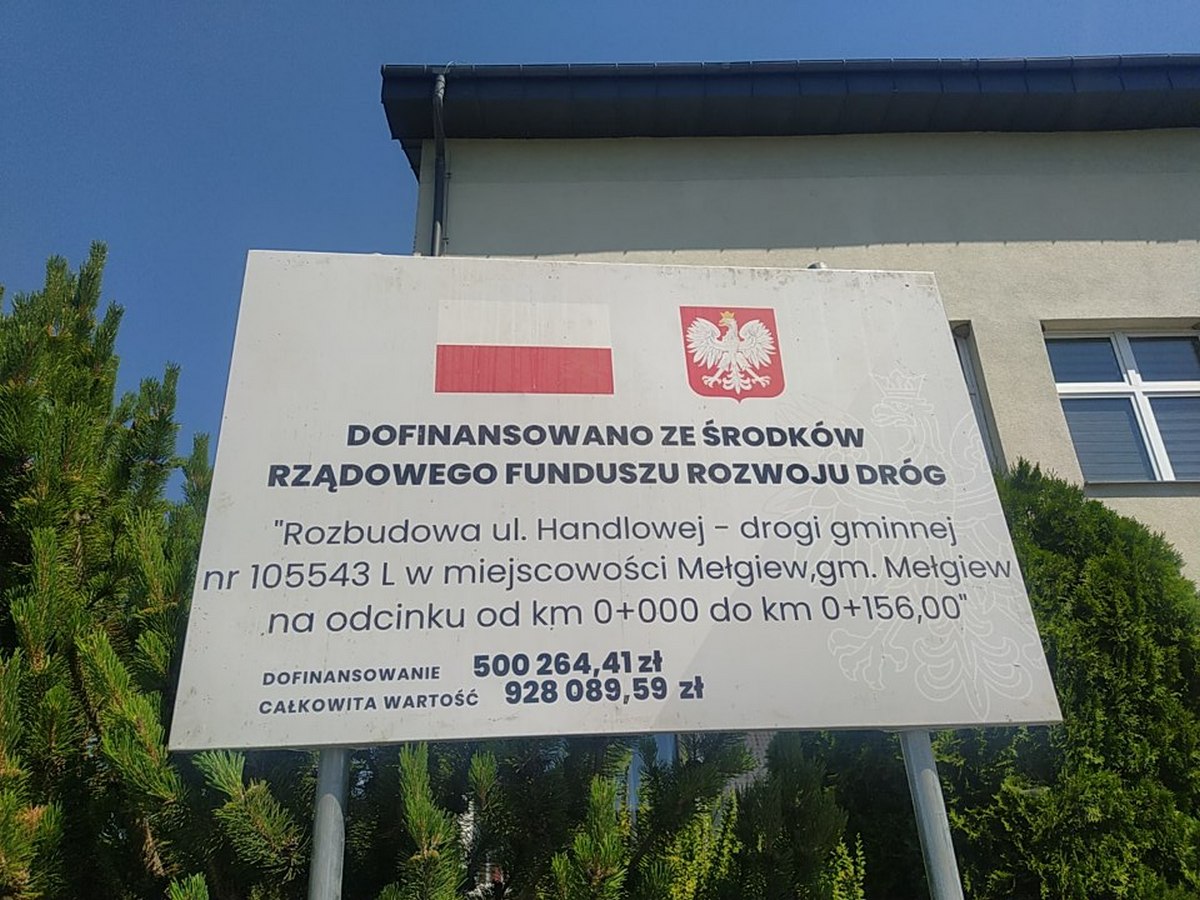 DOFINANSOWANO ZE ŚRODKÓW
RZĄDOWEGO FUNDUSZU ROZWOJU DRÓG
"Rozbudowa ul. Handlowej - drogi gminnej
nr 105543 L w miejscowości Mełgiew,gm. Mełgiew
na odcinku od km 0+000 do km 0+156,00"
DOFINANSOWANIE 500 264,41 zł
CAŁKOWITA WARTOŚĆ 928 089,59 zł